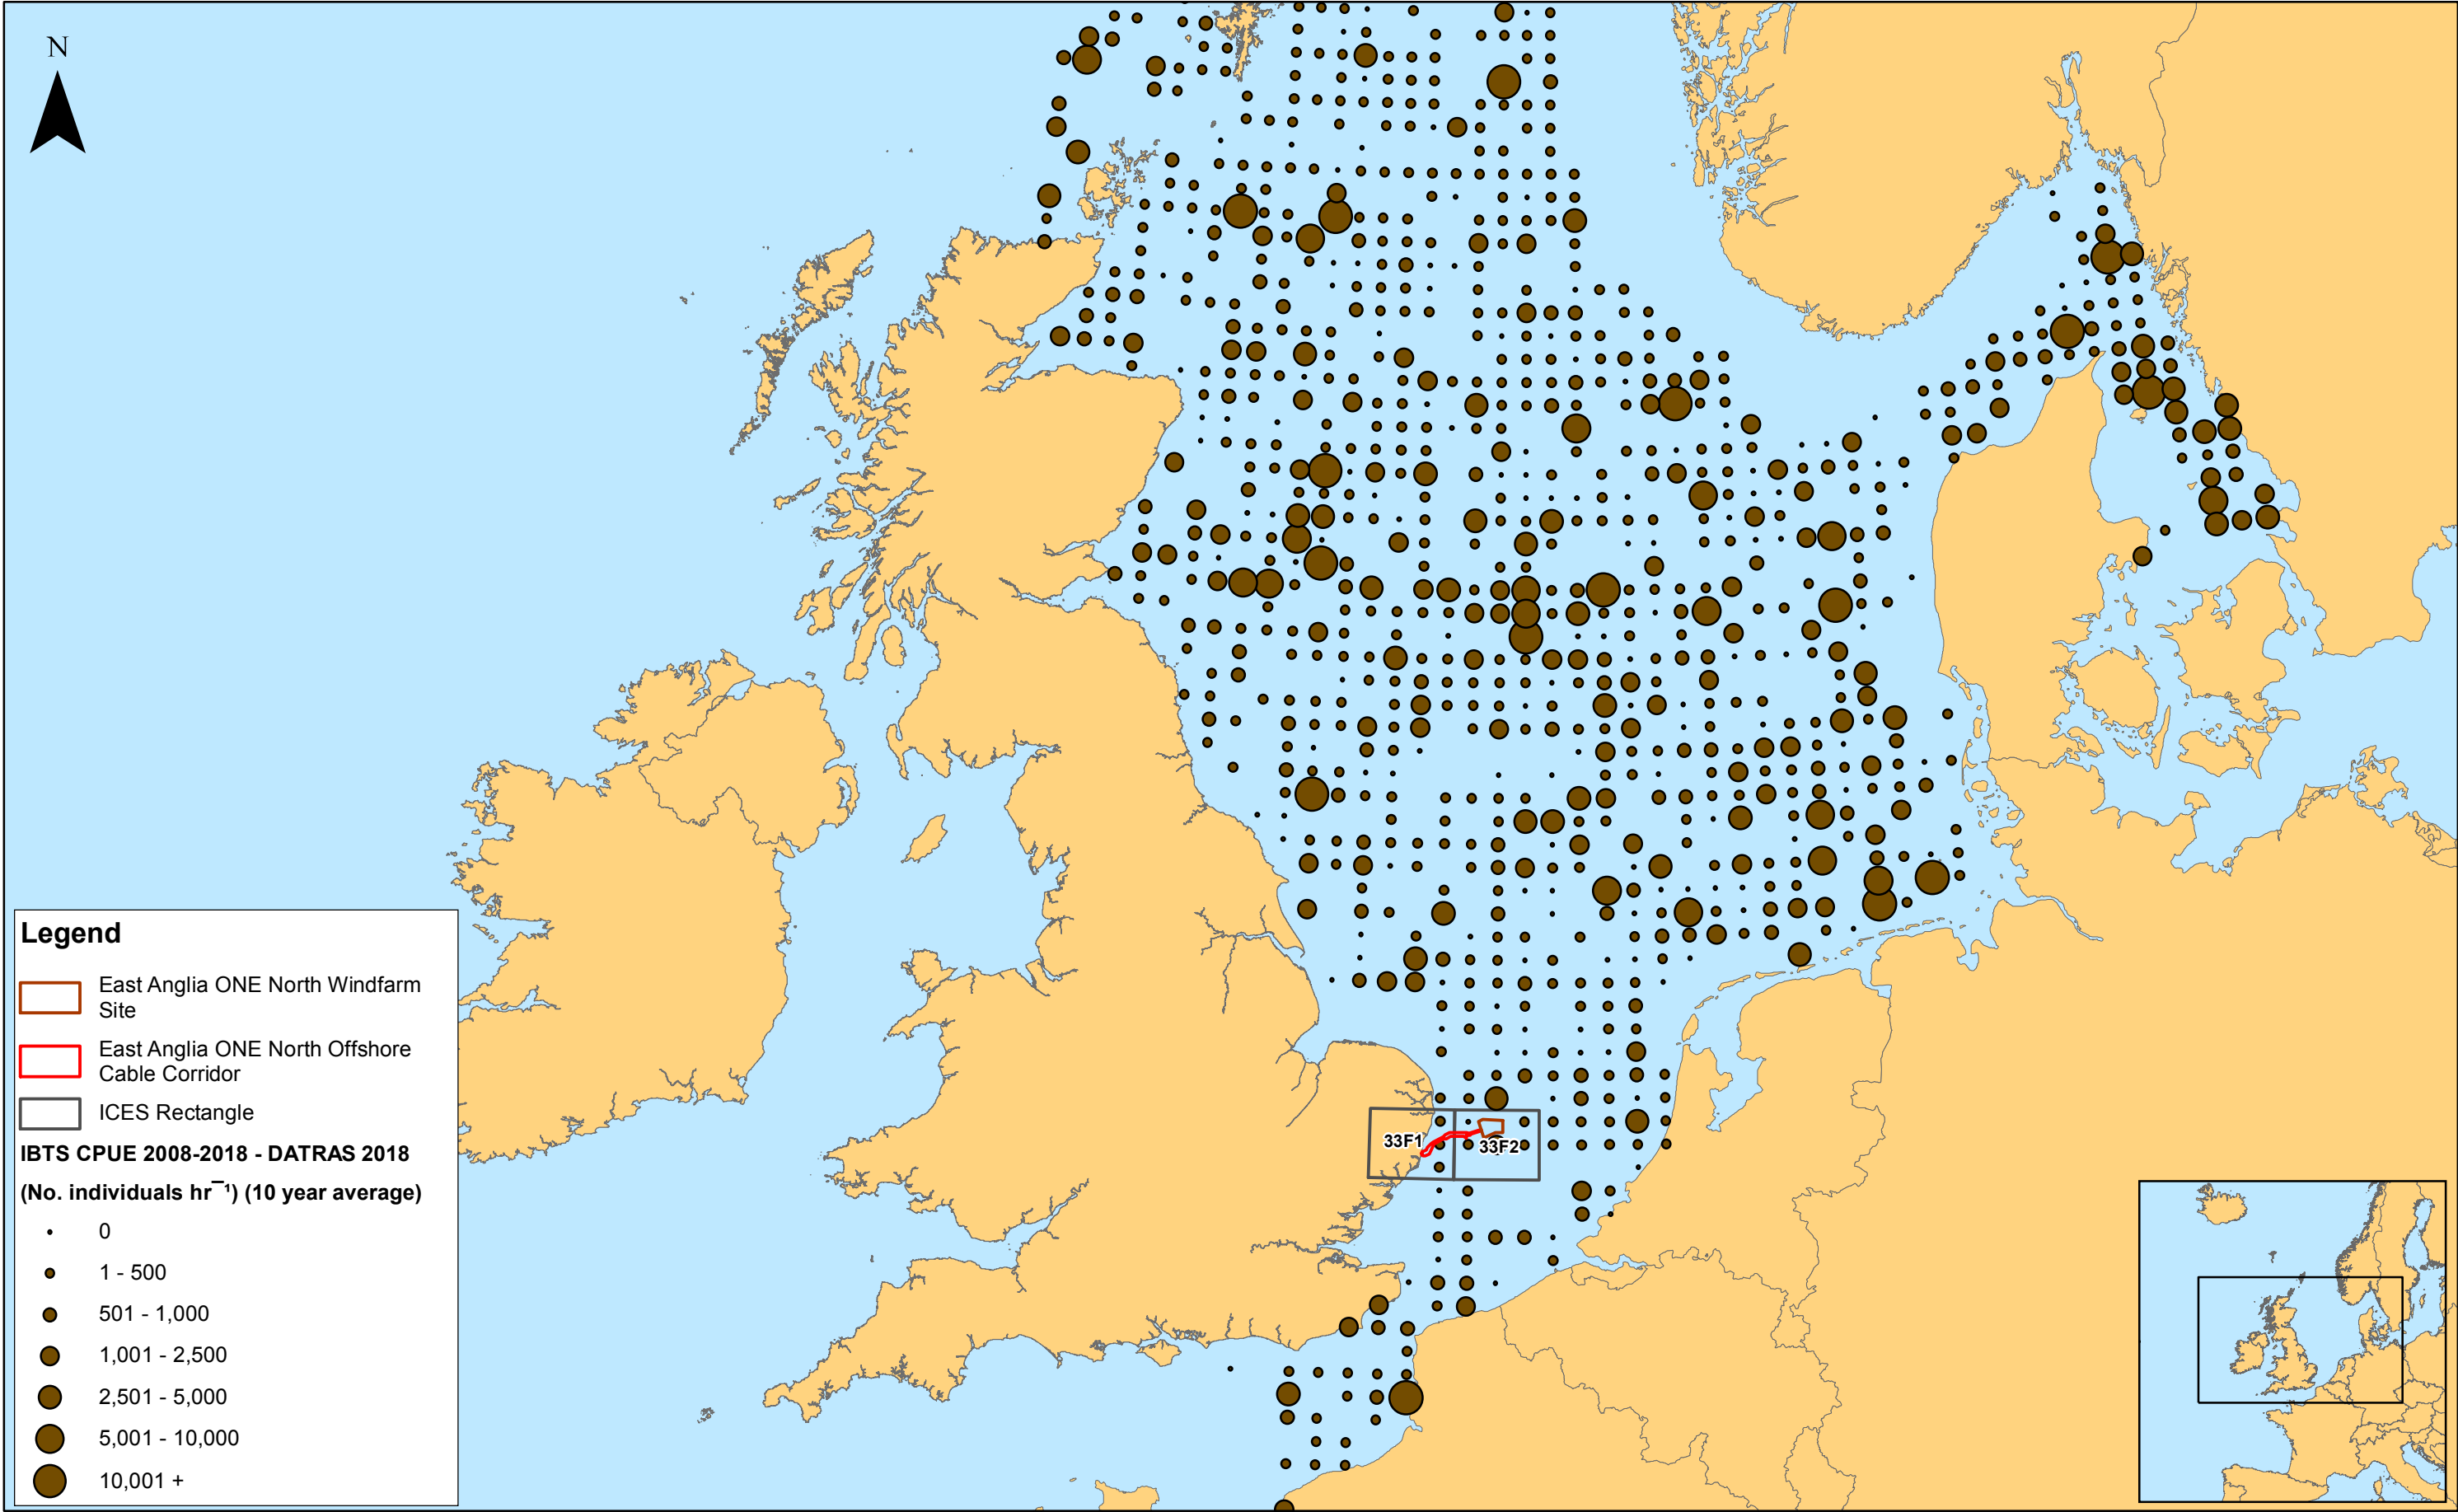 N
33F1
33F2
Legend
East Anglia ONE North Windfarm
Site
East Anglia ONE North Offshore
Cable Corridor
ICES Rectangle
IBTS CPUE 2008-2018 - DATRAS 2018
(No. individuals hr⁻¹) (10 year average)
0
1 - 500
501 - 1,000
1,001 - 2,500
2,501 - 5,000
5,001 - 10,000
10,001 +